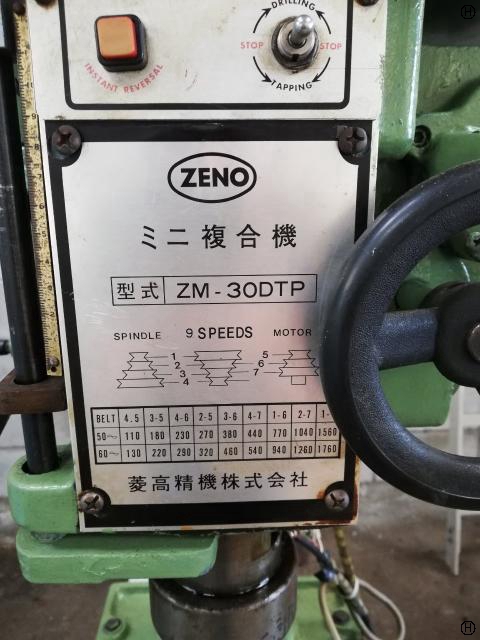 DRILLING
STOP STOP
TAPPING
INSTANT REVERSAL
ZENO
ミニ複合機
型式 ZM-30DTP
SPINDLE 9 SPEEDS MOTOR
1 5
2 6
3 7
4
BELT 4.5 3-5 4-6 2-5 3-6 4-7 1-6 2-7
50~ 110 180 230 270 380 440 770 1040 1560
60~ 130 220 290 320 460 540 940 1260 1760
菱高精機株式会社